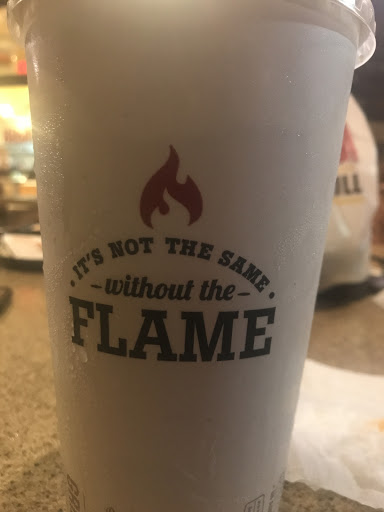 • IT'S NOT THE SAME •
-without the-
FLAME